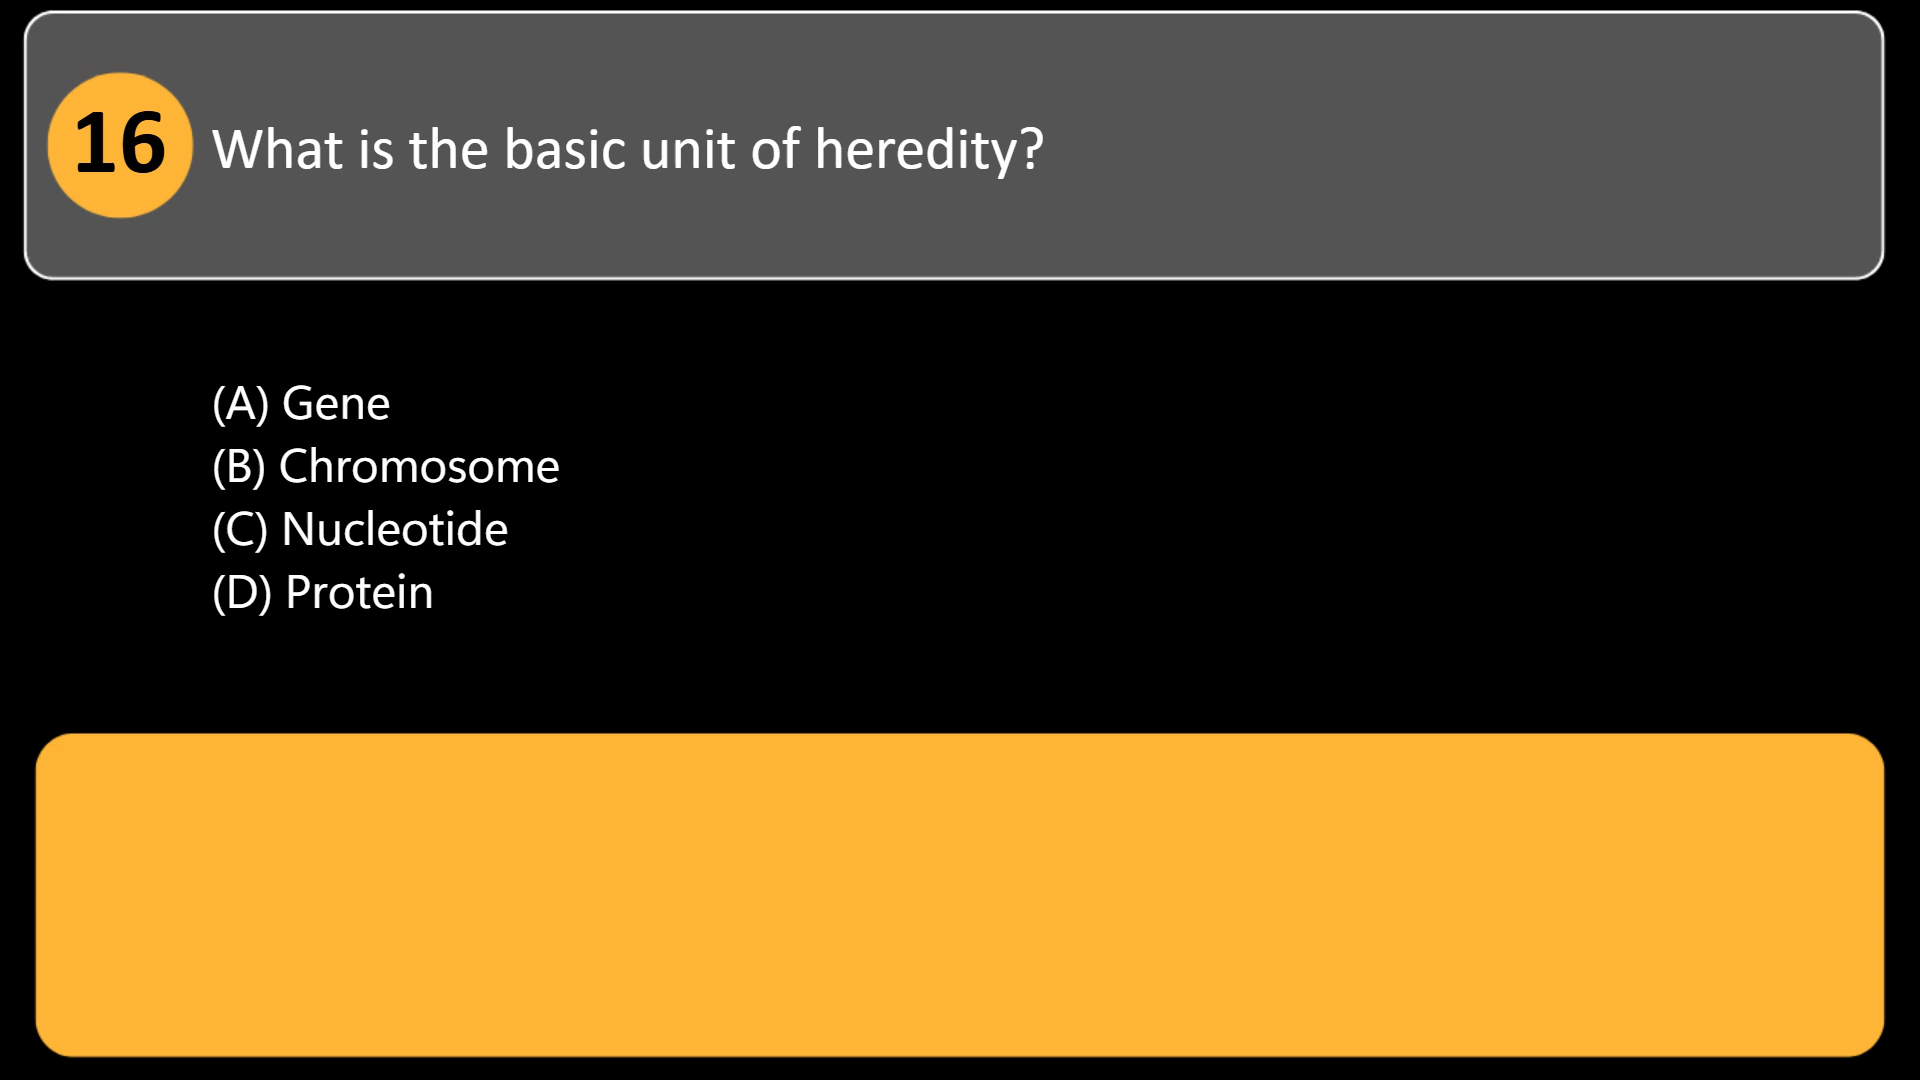 16 What is the basic unit of heredity?
(A) Gene
(B) Chromosome
(C) Nucleotide
(D) Protein